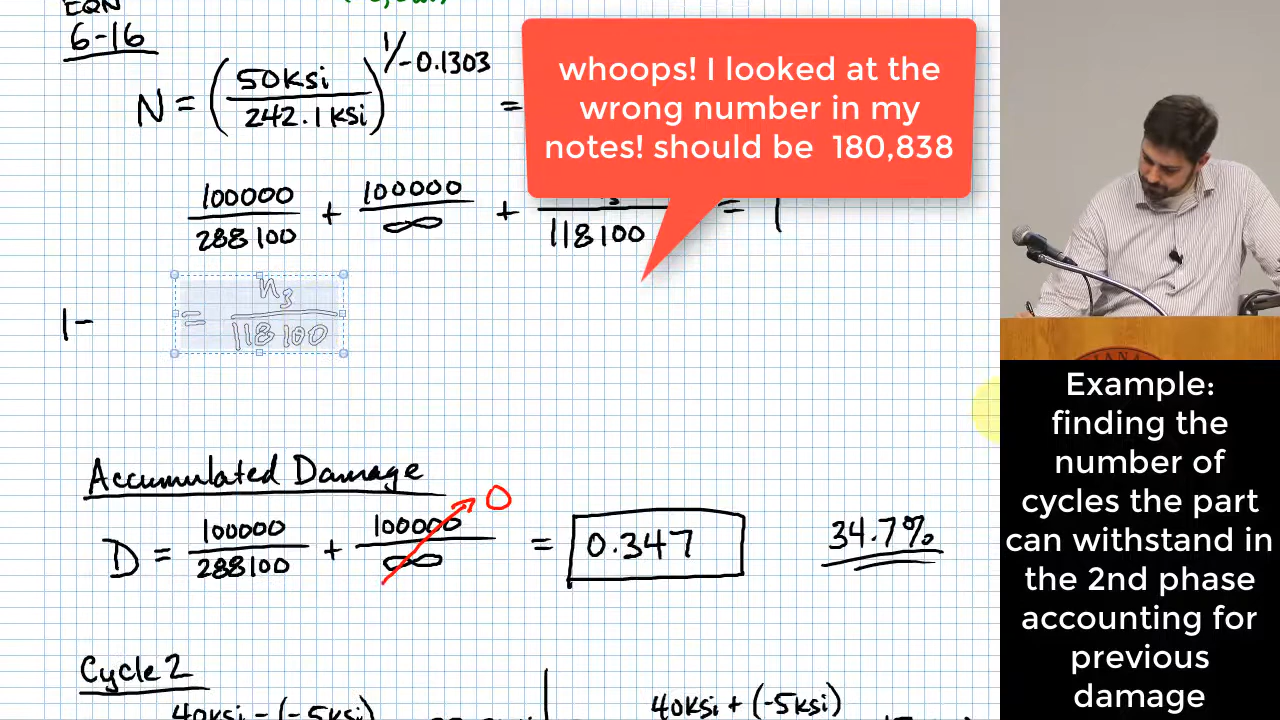 EQN
6-16
N = (50ksi / 242.1ksi)^1/-0.1303 =
whoops! I looked at the
wrong number in my
notes! should be 180,838
100000/288100 + 100000/∞ + /118100 = 1
1- = n3/118100
Accumulated Damage
D = 100000/288100 + 100000/∞ 0 = 0.347 34.7%
Cycle 2
40ksi - (-5ksi) 40ksi + (-5ksi)
Example:
finding the
number of
cycles the part
can withstand in
the 2nd phase
accounting for
previous
damage